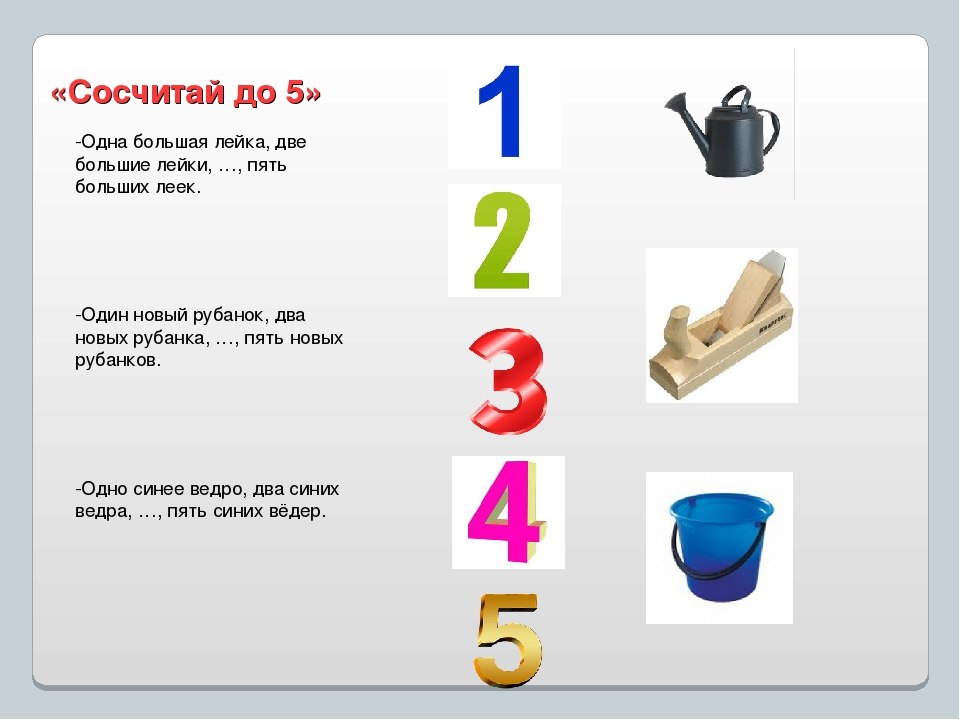 «Сосчитай до 5»
-Одна большая лейка, две
большие лейки, …, пять
больших леек.
-Один новый рубанок, два
новых рубанка, …, пять новых
рубанков.
-Одно синее ведро, два синих
ведра, …, пять синих вёдер.
1
2
3
4
5